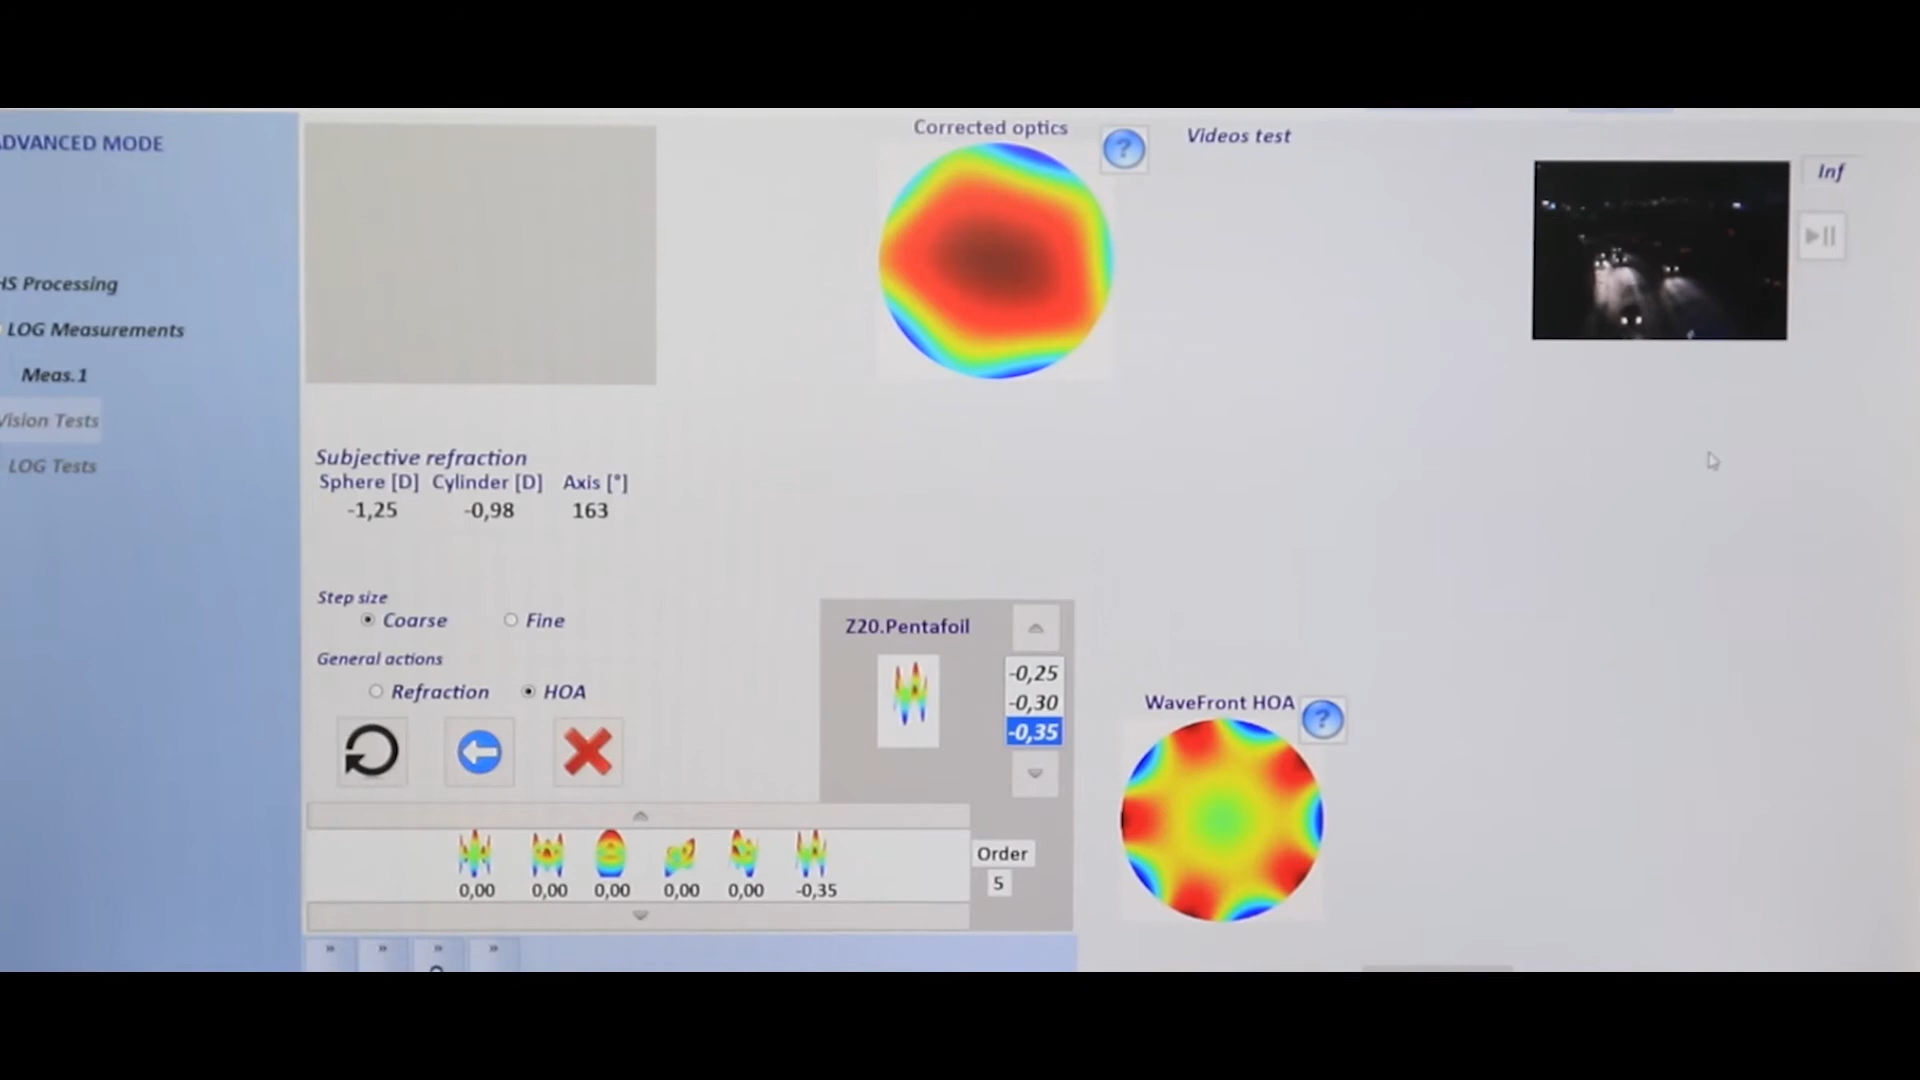 DVANCED MODE
HS Processing
LOG Measurements
Meas.1
Vision Tests
LOG Tests
Corrected optics
?
Videos test
Inf
Subjective refraction
Sphere [D] Cylinder [D] Axis [°]
-1,25 -0,98 163
Step size
Coarse Fine
General actions
Refraction HOA
Z20.Pentafoil
-0,25
-0,30
-0,35
0,00 0,00 0,00 0,00 0,00 -0,35
Order
5
WaveFront HOA
?
» » » »